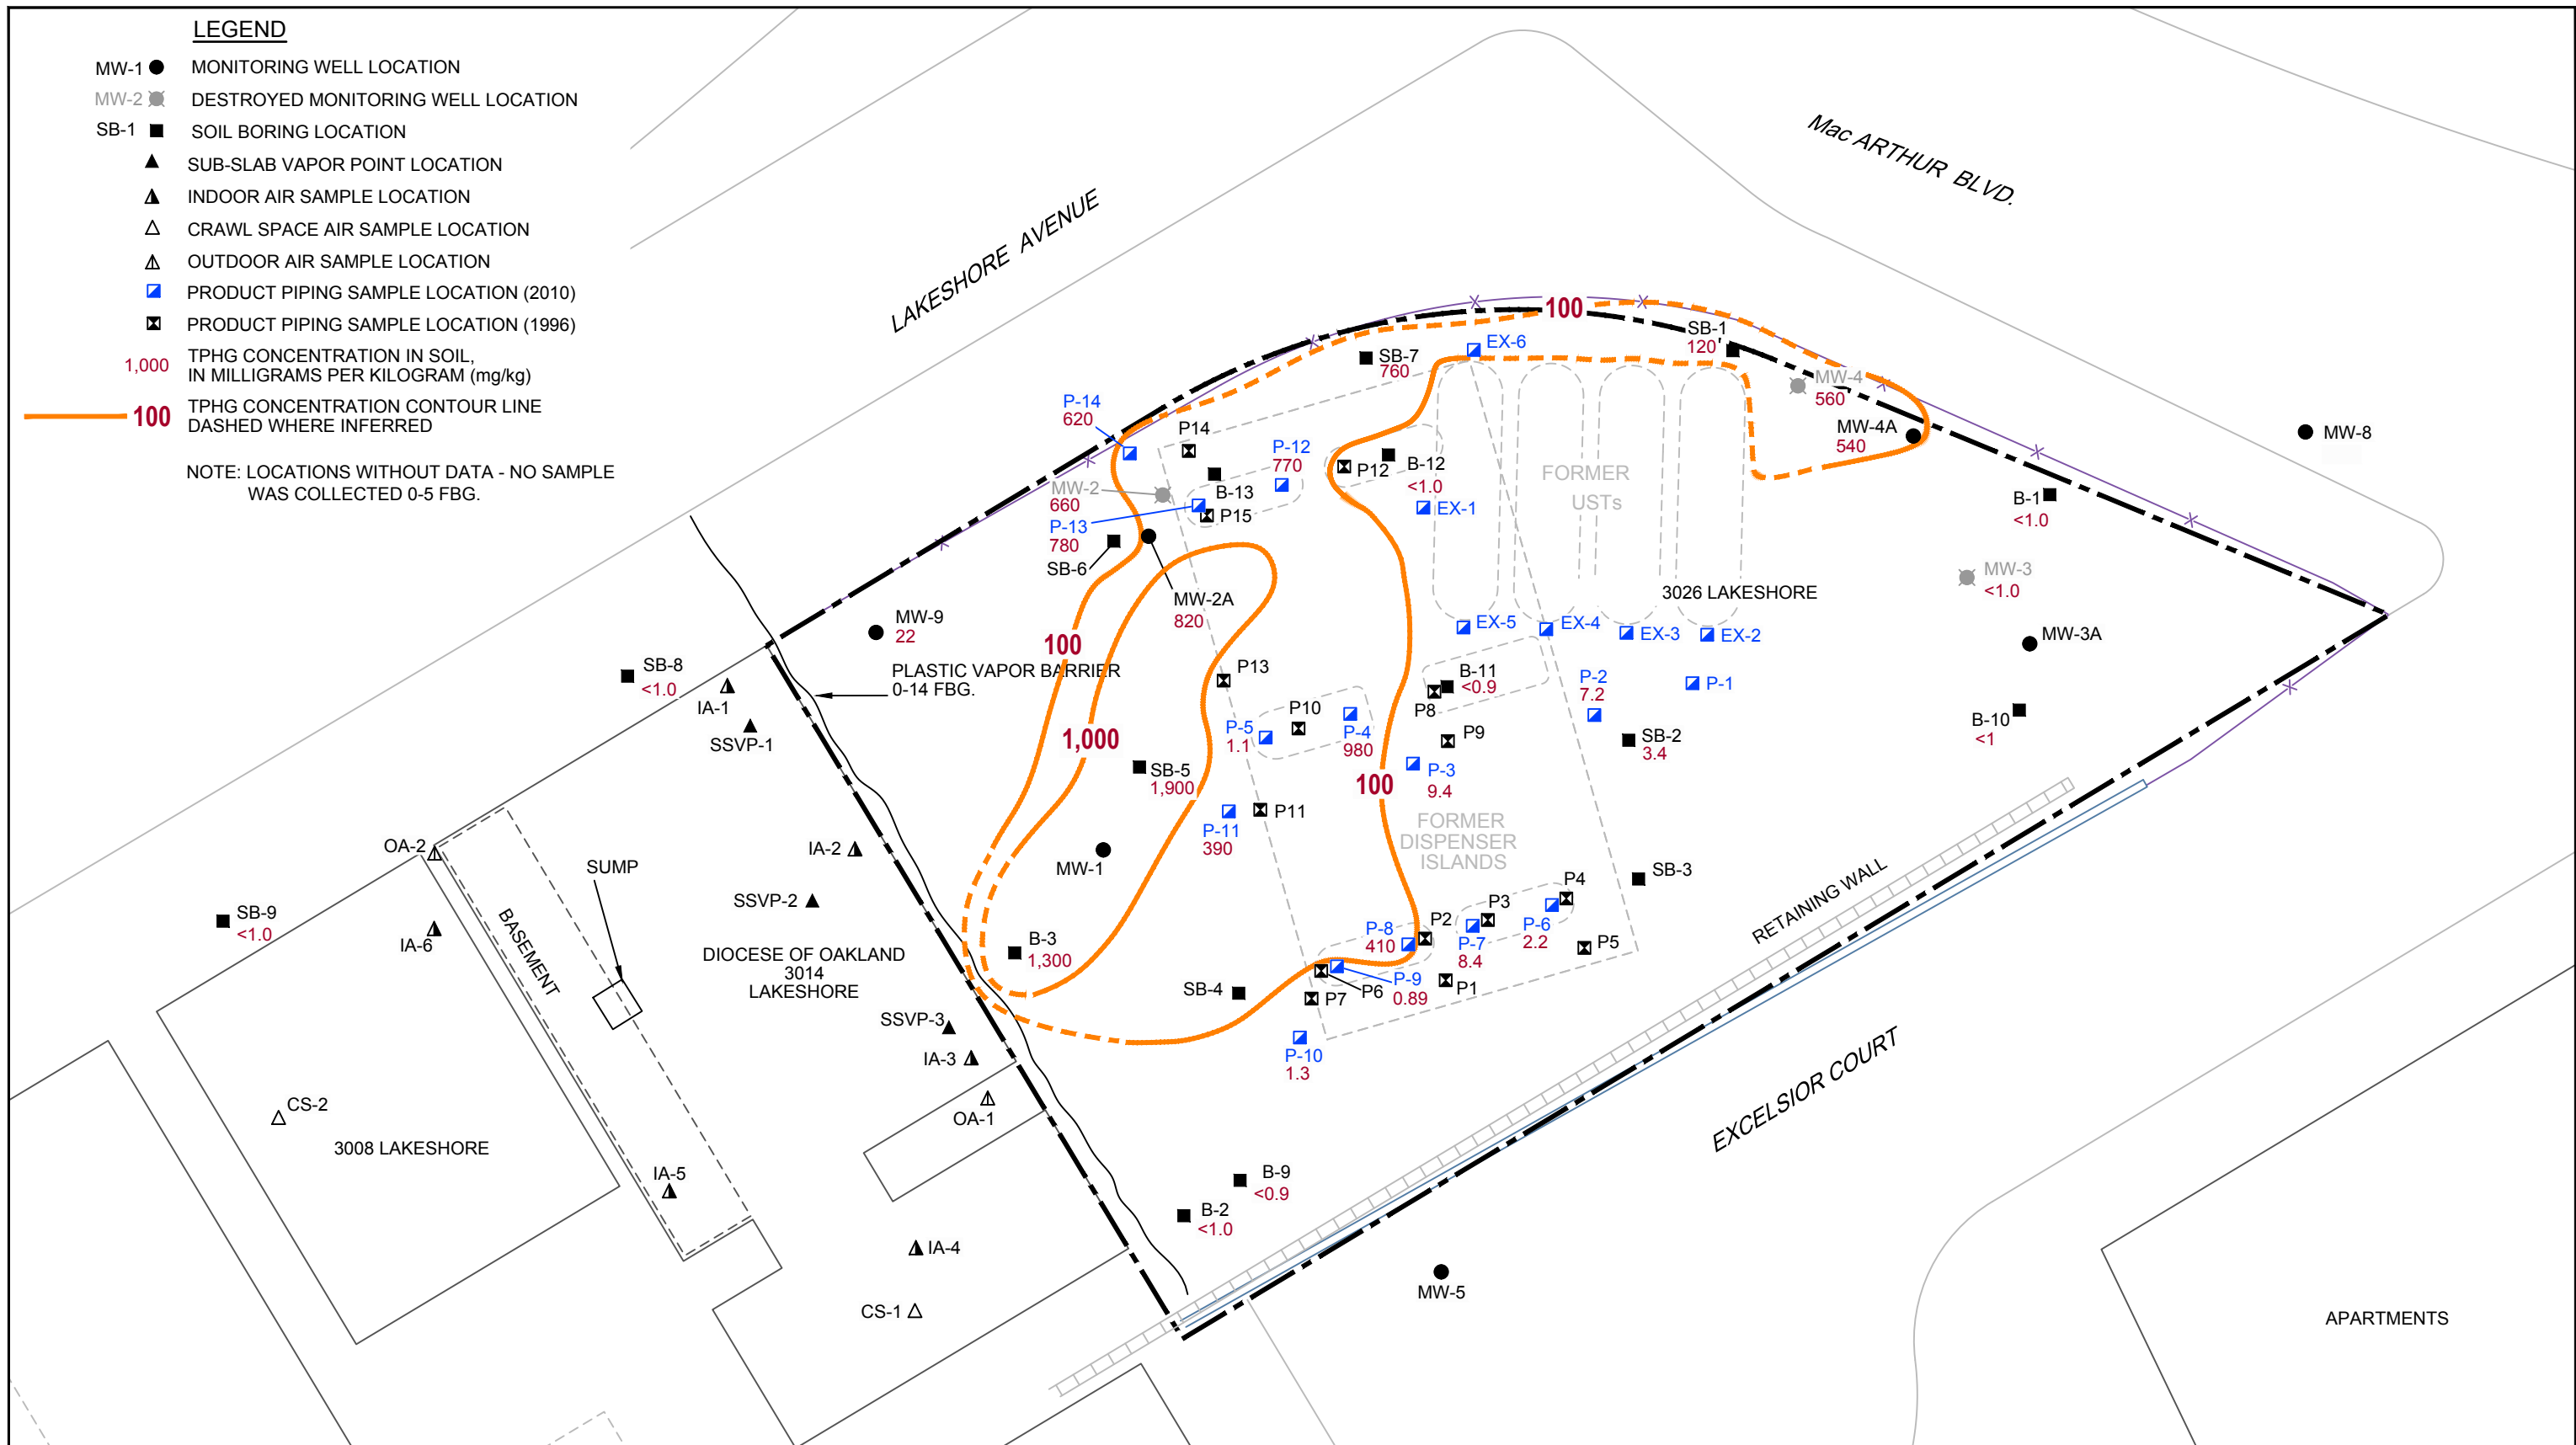 LEGEND
MW-1 MONITORING WELL LOCATION
MW-2 DESTROYED MONITORING WELL LOCATION
SB-1 SOIL BORING LOCATION
SUB-SLAB VAPOR POINT LOCATION
INDOOR AIR SAMPLE LOCATION
CRAWL SPACE AIR SAMPLE LOCATION
OUTDOOR AIR SAMPLE LOCATION
PRODUCT PIPING SAMPLE LOCATION (2010)
PRODUCT PIPING SAMPLE LOCATION (1996)
1,000 TPHG CONCENTRATION IN SOIL,
IN MILLIGRAMS PER KILOGRAM (mg/kg)
100 TPHG CONCENTRATION CONTOUR LINE
DASHED WHERE INFERRED
NOTE: LOCATIONS WITHOUT DATA - NO SAMPLE
WAS COLLECTED 0-5 FBG.
Mac ARTHUR BLVD.
LAKESHORE AVENUE
100
SB-1
120
EX-6
SB-7
760
MW-4
560
P-14
620
MW-4A
540
MW-8
P14
P-12
770
P12
B-12
<1.0
FORMER
USTs
MW-2
660
B-13
P15
P-13
780
EX-1
B-1
<1.0
SB-6
MW-3
<1.0
MW-2A
820
3026 LAKESHORE
MW-9
22
EX-5
EX-4
EX-3
EX-2
MW-3A
100
PLASTIC VAPOR BARRIER
0-14 FBG.
SB-8
<1.0
P13
B-11
<0.9
P8
P-2
7.2
P-1
IA-1
P10
P-5
1.1
P-4
980
P9
B-10
<1
SSVP-1
1,000
SB-2
3.4
SB-5
1,900
100
P-3
9.4
P11
P-11
390
FORMER
DISPENSER
ISLANDS
OA-2
IA-2
SUMP
MW-1
SB-3
P4
SSVP-2
SB-9
<1.0
IA-6
BASEMENT
P3
P2
P-8
410
P-7
8.4
P-6
2.2
P5
RETAINING WALL
DIOCESE OF OAKLAND
3014
LAKESHORE
B-3
1,300
SB-4
P-9
0.89
P6
P7
P1
SSVP-3
IA-3
P-10
1.3
EXCELSIOR COURT
CS-2
OA-1
3008 LAKESHORE
IA-5
B-9
<0.9
B-2
<1.0
IA-4
MW-5
CS-1
APARTMENTS